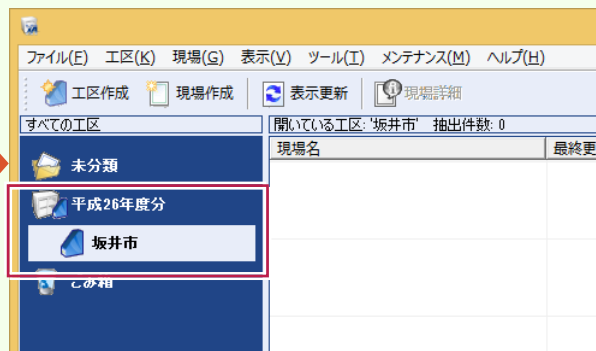 ファイル(F) 工区(K) 現場(G) 表示(V) ツール(T) メンテナンス(M) ヘルプ(H)
工区作成 現場作成 表示更新 現場詳細
すべての工区 開いている工区: '坂井市' 抽出件数: 0
現場名 最終更
未分類
平成26年度分
坂井市
ごみ箱